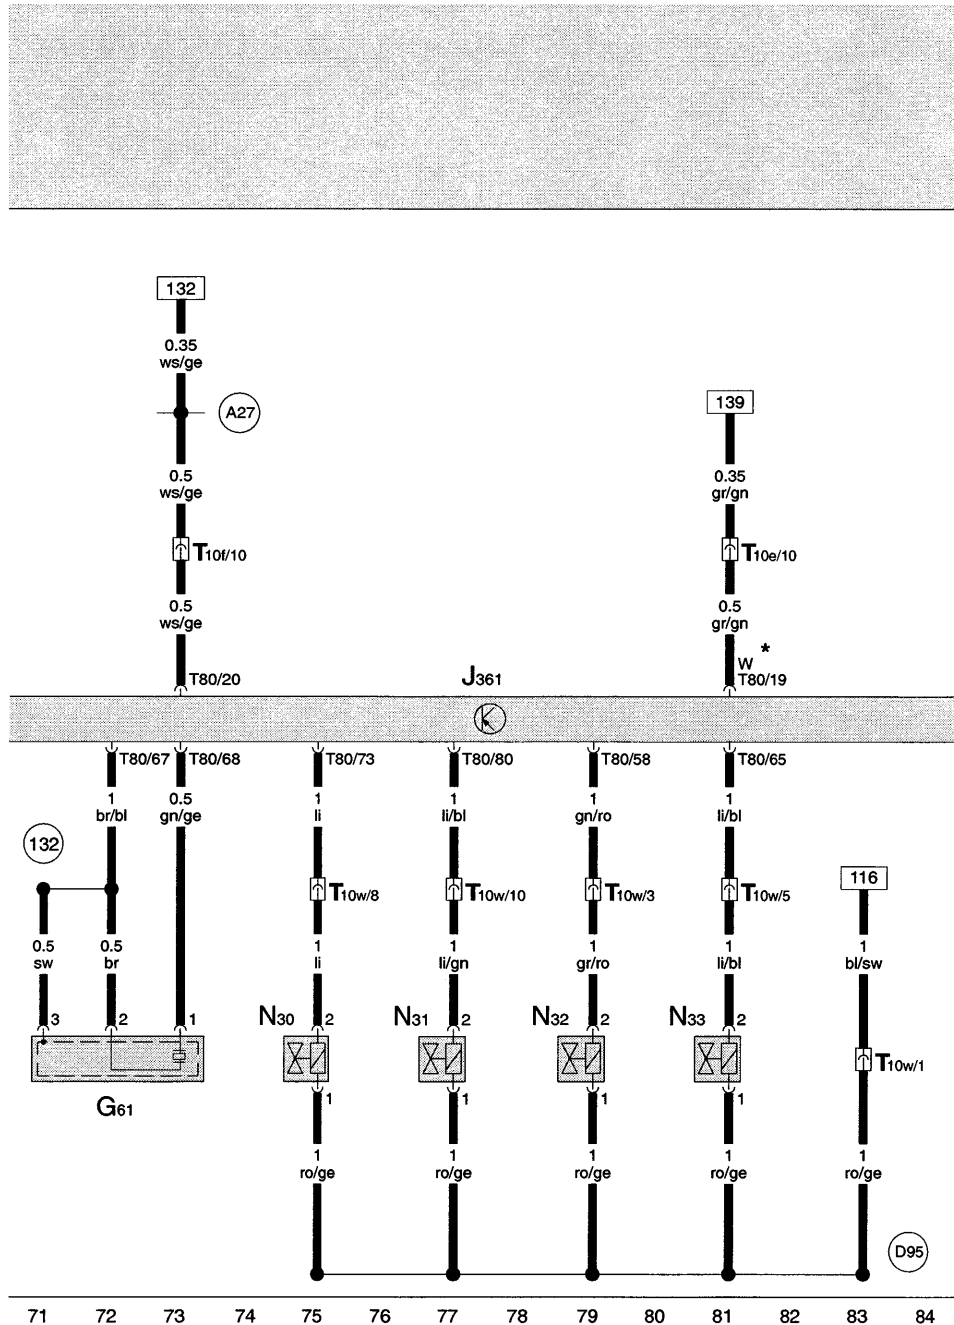 132
0.35
ws/ge
A27
139
0.5
ws/ge
0.35
gr/gn
T10f/10
T10e/10
0.5
ws/ge
0.5
gr/gn
W *
T80/20
J361
T80/19
T80/67
T80/68
T80/73
T80/80
T80/58
T80/65
1
br/bl
0.5
gn/ge
1
li
1
li/bl
1
gn/ro
1
li/bl
132
116
T10w/8
T10w/10
T10w/3
T10w/5
0.5
sw
0.5
br
1
li
1
li/gn
1
gr/ro
1
li/bl
1
bl/sw
3
2
1
N30
2
N31
2
N32
2
N33
2
T10w/1
G61
1
1
1
1
1
ro/ge
1
ro/ge
1
ro/ge
1
ro/ge
1
ro/ge
D95
71 72 73 74 75 76 77 78 79 80 81 82 83 84